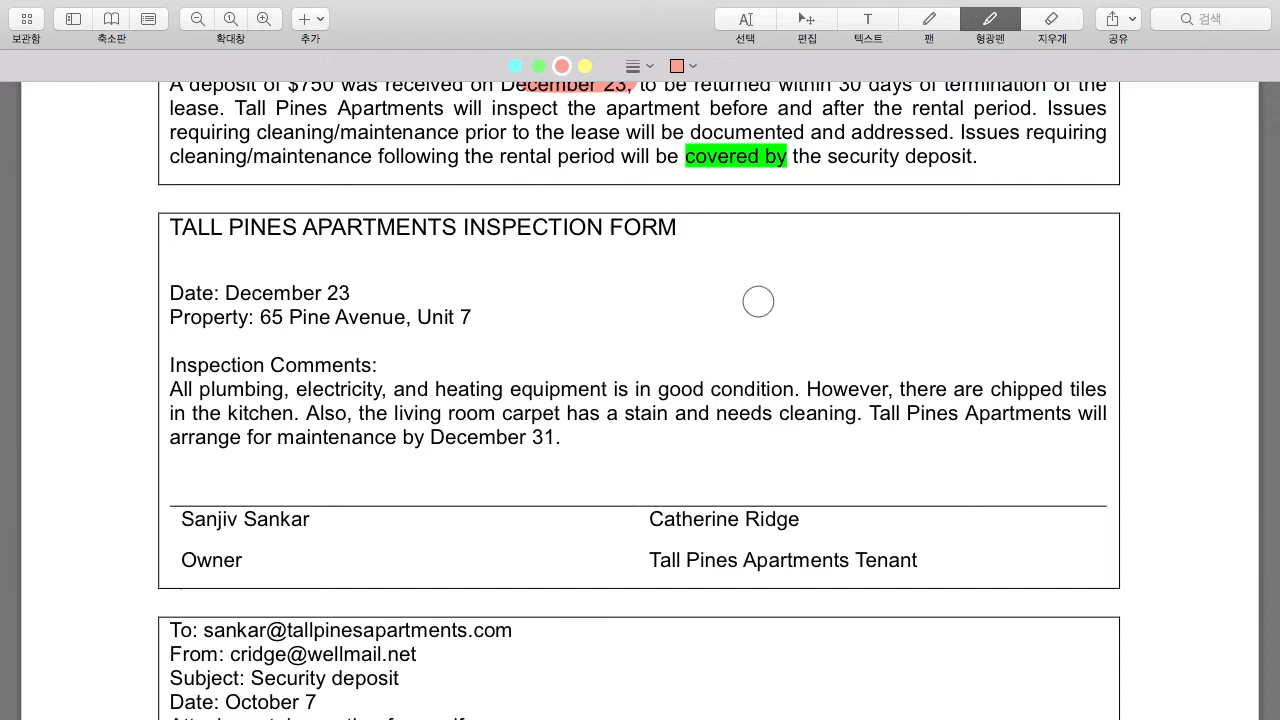 보관함
축소판
확대창
추가
선택
편집
텍스트
펜
형광펜
지우개
공유
검색
A deposit of $750 was received on December 23, to be returned within 30 days of termination of the
lease. Tall Pines Apartments will inspect the apartment before and after the rental period. Issues
requiring cleaning/maintenance prior to the lease will be documented and addressed. Issues requiring
cleaning/maintenance following the rental period will be covered by the security deposit.
TALL PINES APARTMENTS INSPECTION FORM
Date: December 23
Property: 65 Pine Avenue, Unit 7
Inspection Comments:
All plumbing, electricity, and heating equipment is in good condition. However, there are chipped tiles
in the kitchen. Also, the living room carpet has a stain and needs cleaning. Tall Pines Apartments will
arrange for maintenance by December 31.
Sanjiv Sankar
Catherine Ridge
Owner
Tall Pines Apartments Tenant
To: sankar@tallpinesapartments.com
From: cridge@wellmail.net
Subject: Security deposit
Date: October 7